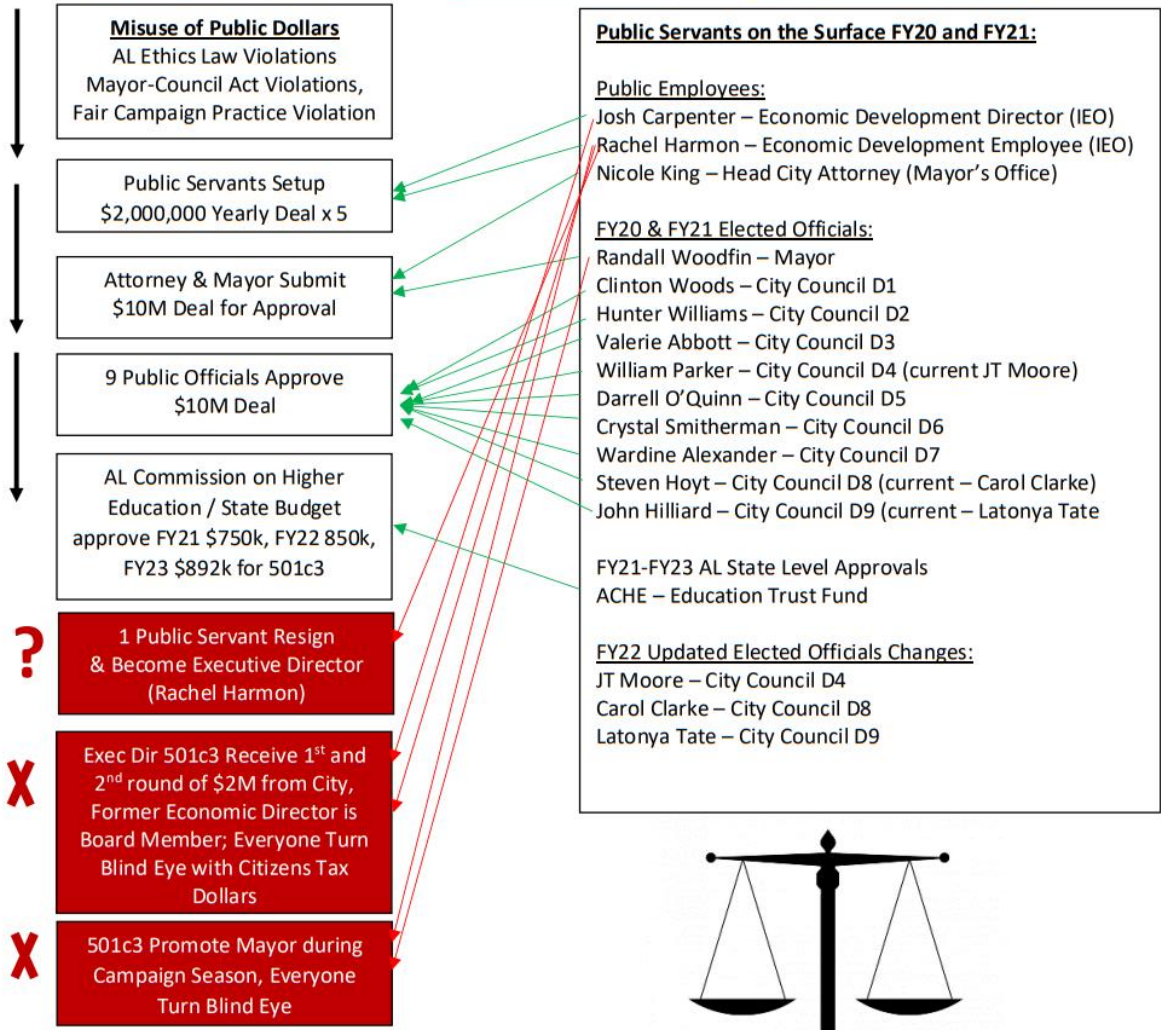 Misuse of Public Dollars
AL Ethics Law Violations
Mayor-Council Act Violations,
Fair Campaign Practice Violation
Public Servants Setup
$2,000,000 Yearly Deal x 5
Attorney & Mayor Submit
$10M Deal for Approval
9 Public Officials Approve
$10M Deal
AL Commission on Higher
Education / State Budget
approve FY21 $750k, FY22 850k,
FY23 $892k for 501c3
?
1 Public Servant Resign
& Become Executive Director
(Rachel Harmon)
X
Exec Dir 501c3 Receive 1st and
2nd round of $2M from City,
Former Economic Director is
Board Member; Everyone Turn
Blind Eye with Citizens Tax
Dollars
X
501c3 Promote Mayor during
Campaign Season, Everyone
Turn Blind Eye
Public Servants on the Surface FY20 and FY21:
Public Employees:
Josh Carpenter – Economic Development Director (IEO)
Rachel Harmon – Economic Development Employee (IEO)
Nicole King – Head City Attorney (Mayor's Office)
FY20 & FY21 Elected Officials:
Randall Woodfin – Mayor
Clinton Woods – City Council D1
Hunter Williams – City Council D2
Valerie Abbott – City Council D3
William Parker – City Council D4 (current JT Moore)
Darrell O'Quinn – City Council D5
Crystal Smitherman – City Council D6
Wardine Alexander – City Council D7
Steven Hoyt – City Council D8 (current – Carol Clarke)
John Hilliard – City Council D9 (current – Latonya Tate
FY21-FY23 AL State Level Approvals
ACHE – Education Trust Fund
FY22 Updated Elected Officials Changes:
JT Moore – City Council D4
Carol Clarke – City Council D8
Latonya Tate – City Council D9